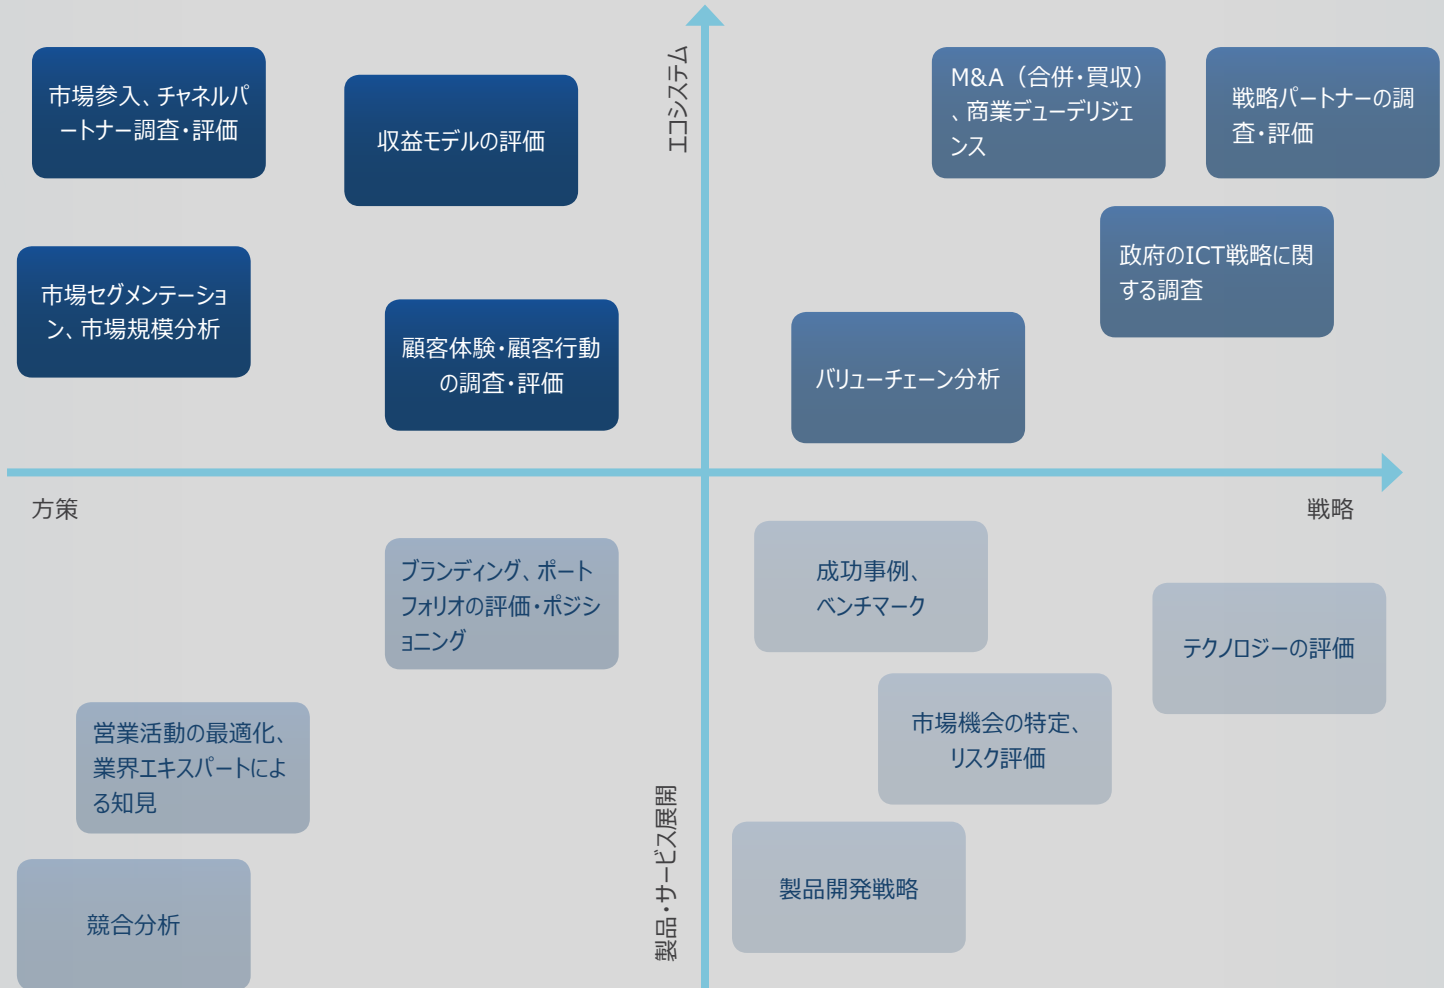 市場参入、チャネルパ
ートナー調査・評価
収益モデルの評価
エコシステム
M&A（合併・買収）
、商業デューデリジェ
ンス
戦略パートナーの調
査・評価
市場セグメンテーショ
ン、市場規模分析
顧客体験・顧客行動
の調査・評価
政府のICT戦略に関
する調査
バリューチェーン分析
方策
戦略
ブランディング、ポート
フォリオの評価・ポジシ
ョニング
成功事例、
ベンチマーク
テクノロジーの評価
営業活動の最適化、
業界エキスパートによ
る知見
市場機会の特定、
リスク評価
製品・サービス展開
製品開発戦略
競合分析